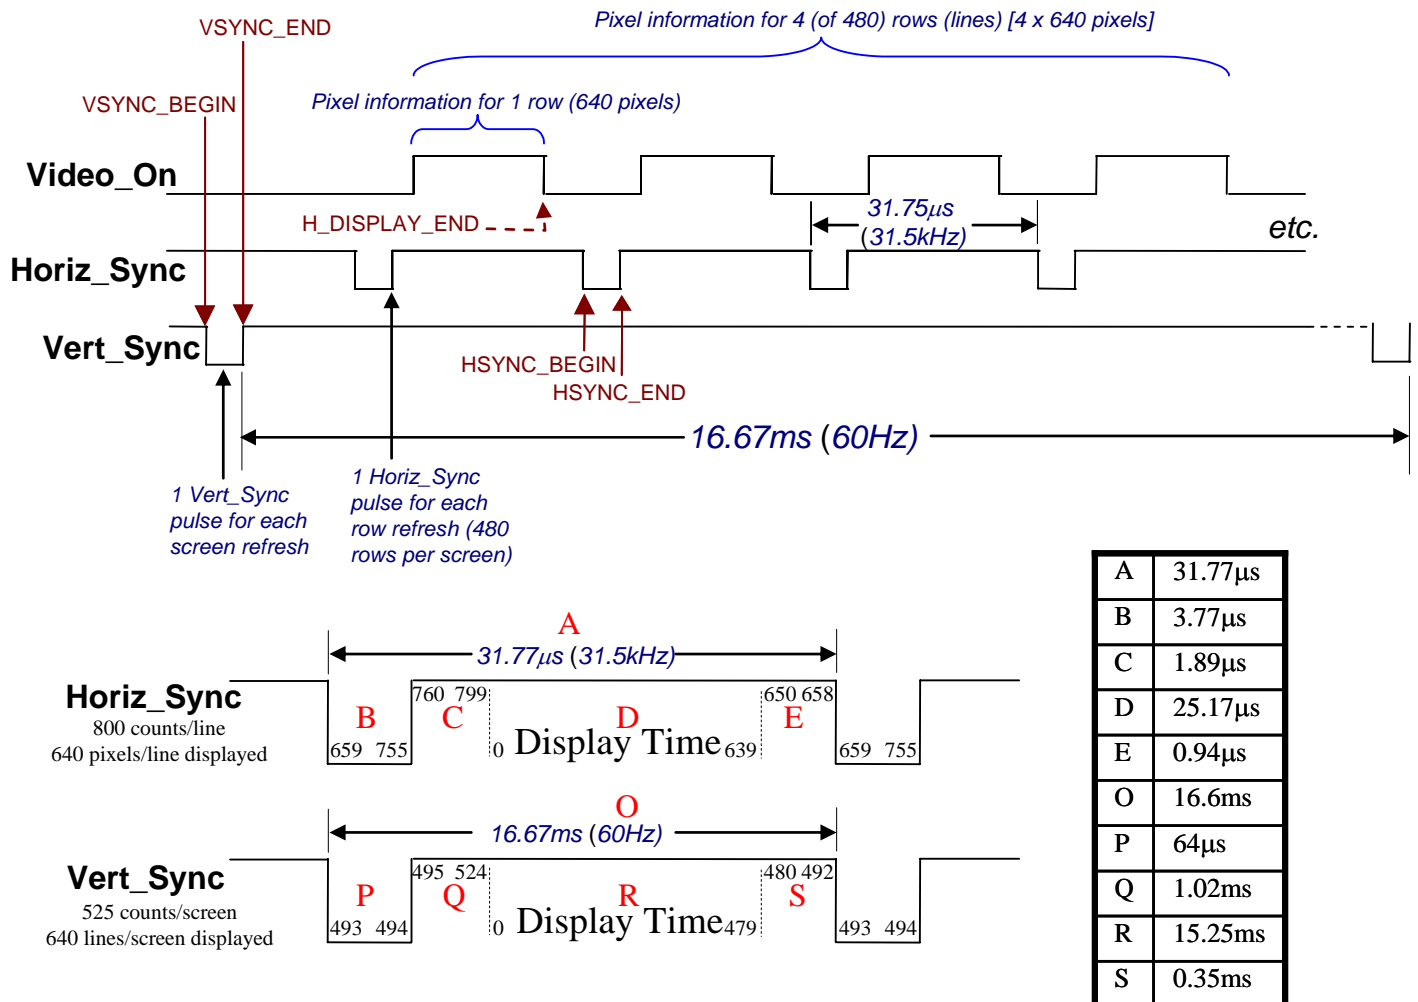 VSYNC_END
Pixel information for 4 (of 480) rows (lines) [4 x 640 pixels]
VSYNC_BEGIN
Pixel information for 1 row (640 pixels)
Video_On
H_DISPLAY_END
31.75µs
(31.5kHz)
etc.
Horiz_Sync
Vert_Sync
HSYNC_BEGIN
HSYNC_END
16.67ms (60Hz)
1 Vert_Sync
pulse for each
screen refresh
1 Horiz_Sync
pulse for each
row refresh (480
rows per screen)
A
31.77µs (31.5kHz)
Horiz_Sync
800 counts/line
640 pixels/line displayed
B
659 755
760 799
C
0
D
Display Time
639
650 658
E
659 755
O
16.67ms (60Hz)
Vert_Sync
525 counts/screen
640 lines/screen displayed
P
493 494
495 524
Q
0
R
Display Time
479
480 492
S
493 494
A 31.77µs
B 3.77µs
C 1.89µs
D 25.17µs
E 0.94µs
O 16.6ms
P 64µs
Q 1.02ms
R 15.25ms
S 0.35ms